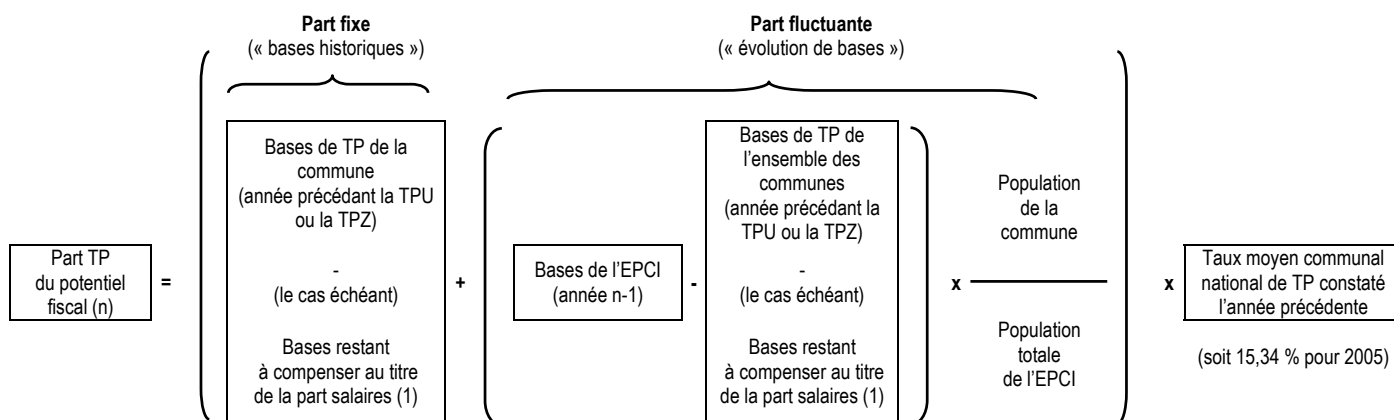 Part fixe
(« bases historiques »)
Part fluctuante
(« évolution de bases »)
Part TP
du potentiel
fiscal (n)
=
Bases de TP de la
commune
(année précédant la TPU
ou la TPZ)
-
(le cas échéant)
Bases restant
à compenser au titre
de la part salaires (1)
+
Bases de l’EPCI
(année n-1)
-
Bases de TP de
l’ensemble des
communes
(année précédant la
TPU ou la TPZ)
-
(le cas échéant)
Bases restant
à compenser au titre
de la part salaires (1)
x
Population
de la
commune
Population
totale
de l’EPCI
x
Taux moyen communal
national de TP constaté
l’année précédente
(soit 15,34 % pour 2005)